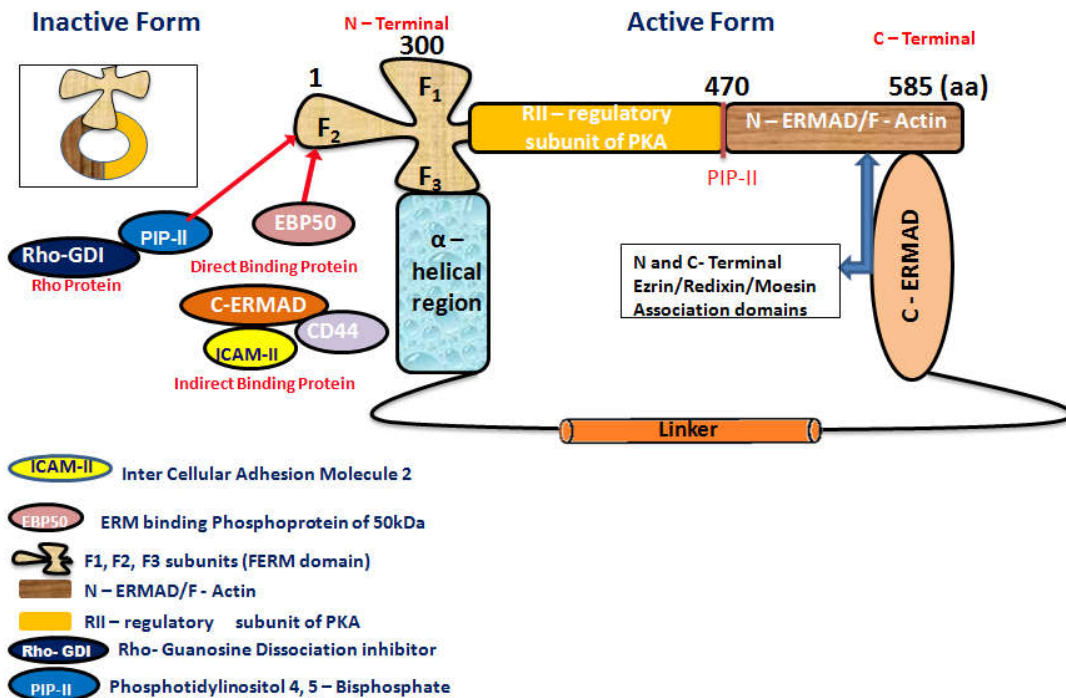 Inactive Form
N – Terminal
Active Form
300
C – Terminal
1
470
585 (aa)
F1
F2
F3
RII – regulatory
subunit of PKA
N – ERMAD/F - Actin
PIP-II
EBP50
PIP-II
Rho-GDI
Rho Protein
Direct Binding Protein
α –
helical
region
N and C- Terminal
Ezrin/Redixin/Moesin
Association domains
C - ERMAD
C-ERMAD
CD44
ICAM-II
Indirect Binding Protein
Linker
ICAM-II Inter Cellular Adhesion Molecule 2
EBP50 ERM binding Phosphoprotein of 50kDa
F1, F2, F3 subunits (FERM domain)
N – ERMAD/F - Actin
RII – regulatory subunit of PKA
Rho- GDI Rho- Guanosine Dissociation inhibitor
PIP-II Phosphotidylinositol 4, 5 – Bisphosphate